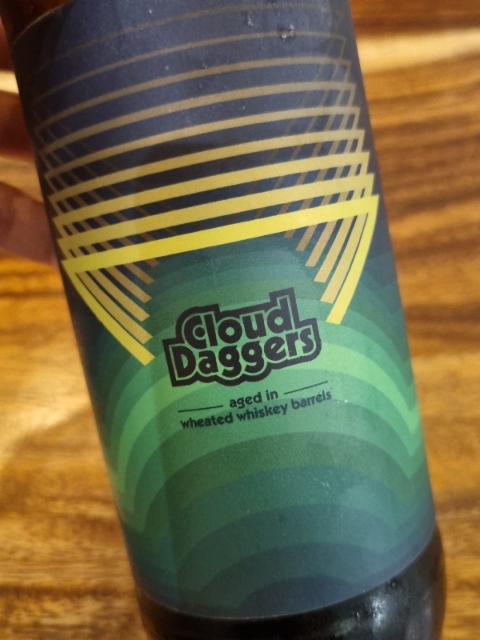 Cloud
Daggers
aged in
wheated whiskey barrels